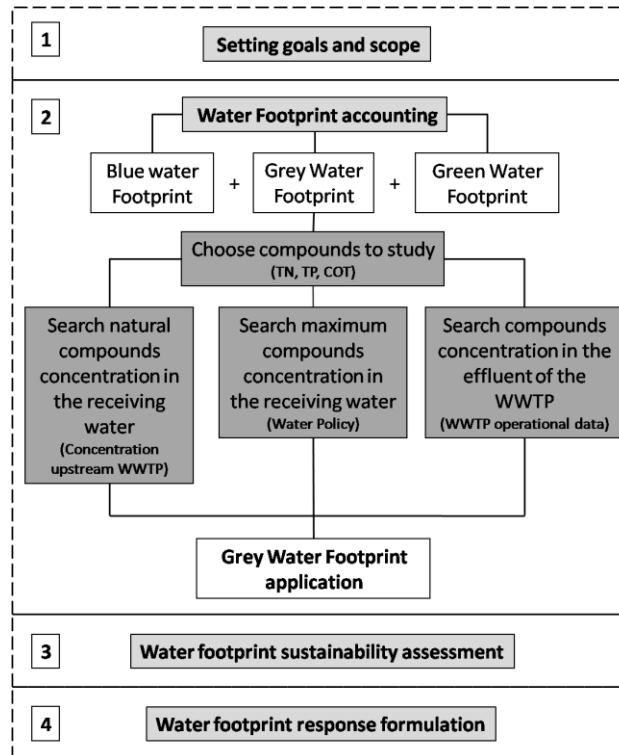 1
Setting goals and scope
2
Water Footprint accounting
Blue water
Footprint
+
Grey Water
Footprint
+
Green Water
Footprint
Choose compounds to study
(TN, TP, COT)
Search natural
compounds
concentration in
the receiving
water
(Concentration
upstream WWTP)
Search maximum
compounds
concentration in
the receiving water
(Water Policy)
Search compounds
concentration in the
effluent of the
WWTP
(WWTP operational data)
Grey Water Footprint
application
3
Water footprint sustainability assessment
4
Water footprint response formulation